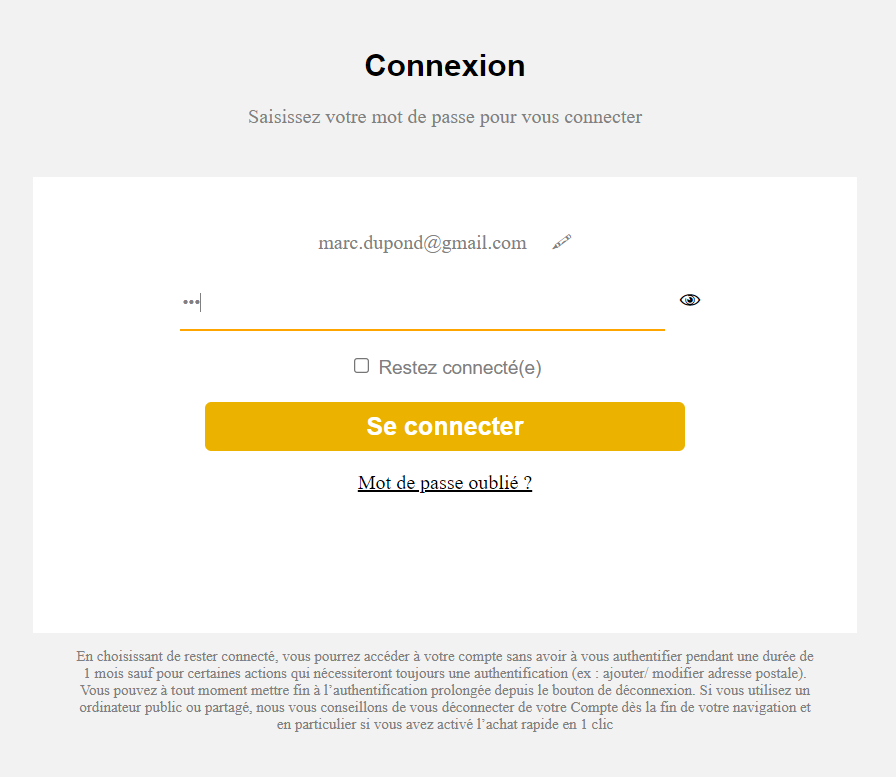 Connexion
Saisissez votre mot de passe pour vous connecter
marc.dupond@gmail.com
•••
Restez connecté(e)
Se connecter
Mot de passe oublié ?
En choisissant de rester connecté, vous pourrez accéder à votre compte sans avoir à vous authentifier pendant une durée de
1 mois sauf pour certaines actions qui nécessiteront toujours une authentification (ex : ajouter/ modifier adresse postale).
Vous pouvez à tout moment mettre fin à l’authentification prolongée depuis le bouton de déconnexion. Si vous utilisez un
ordinateur public ou partagé, nous vous conseillons de vous déconnecter de votre Compte dès la fin de votre navigation et
en particulier si vous avez activé l’achat rapide en 1 clic